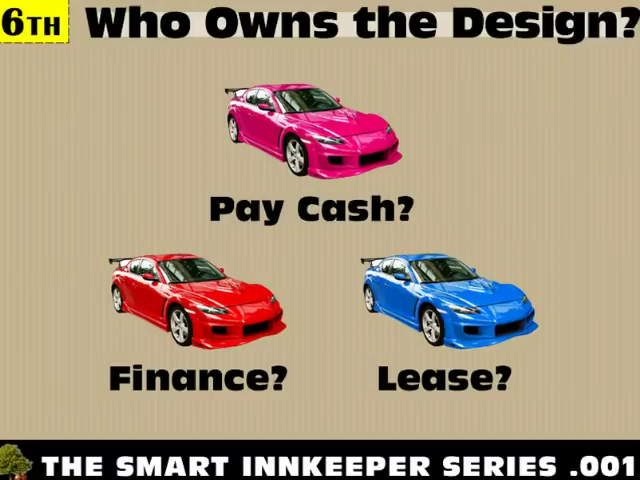 6TH
Who Owns the Design?
Pay Cash?
Finance?
Lease?
THE SMART INNKEEPER SERIES .001